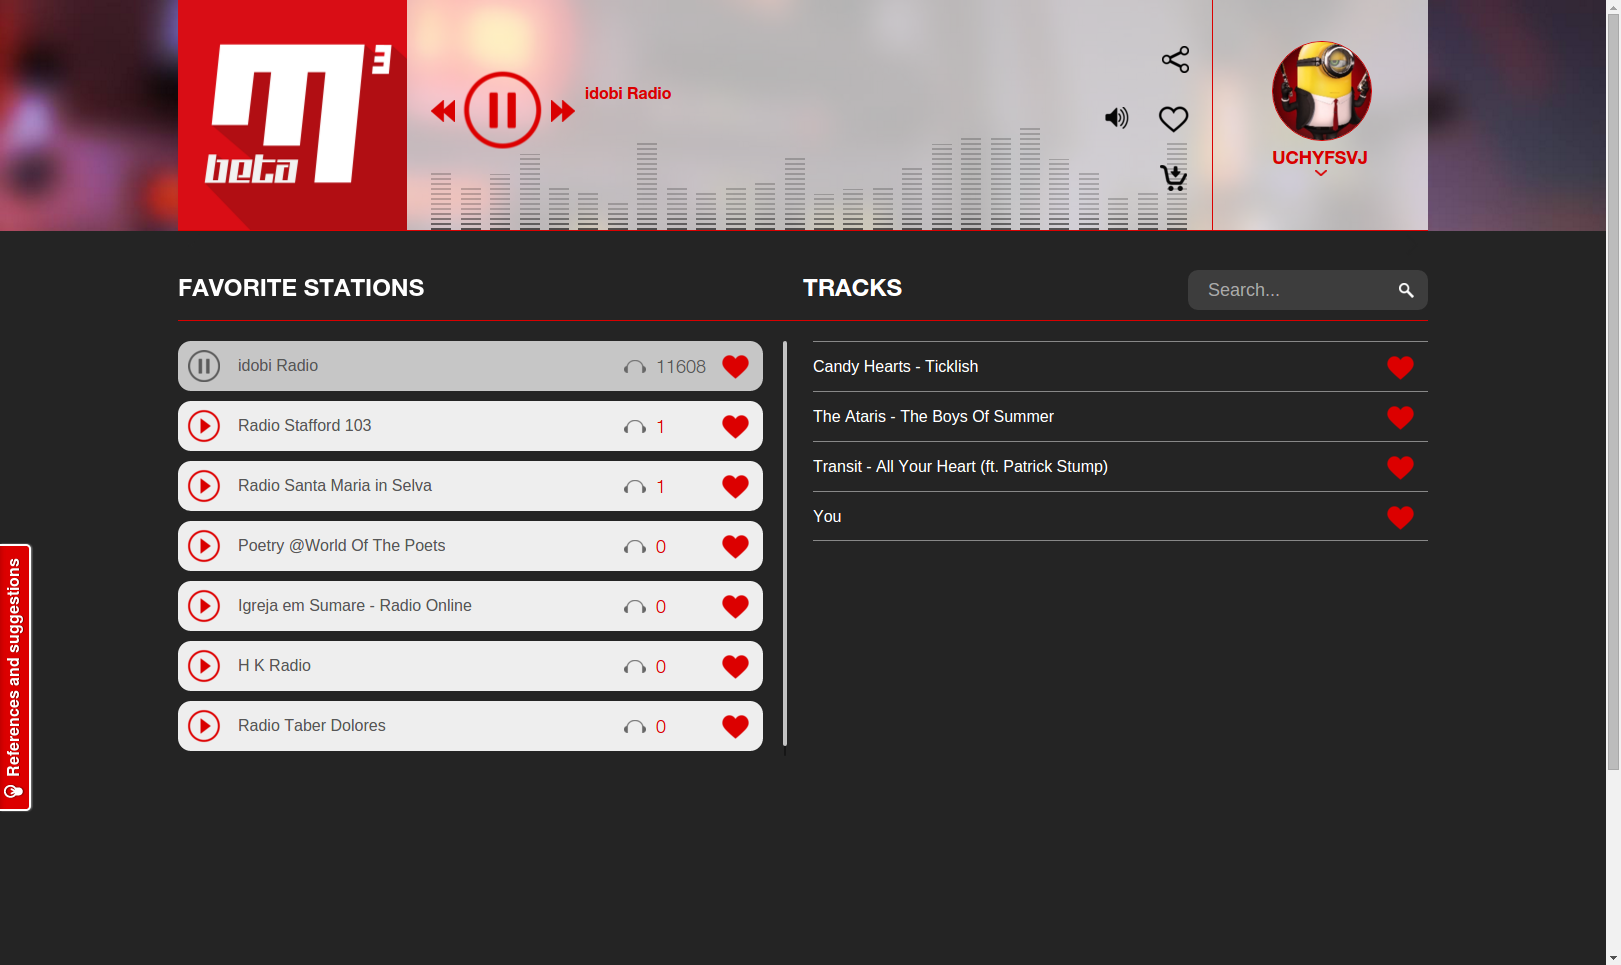 m3
beta
idobi Radio
UCHYFSVJ
FAVORITE STATIONS
TRACKS
Search...
idobi Radio 11608
Radio Stafford 103 1
Radio Santa Maria in Selva 1
Poetry @World Of The Poets 0
Igreja em Sumare - Radio Online 0
H K Radio 0
Radio Taber Dolores 0
Candy Hearts - Ticklish
The Ataris - The Boys Of Summer
Transit - All Your Heart (ft. Patrick Stump)
You
References and suggestions